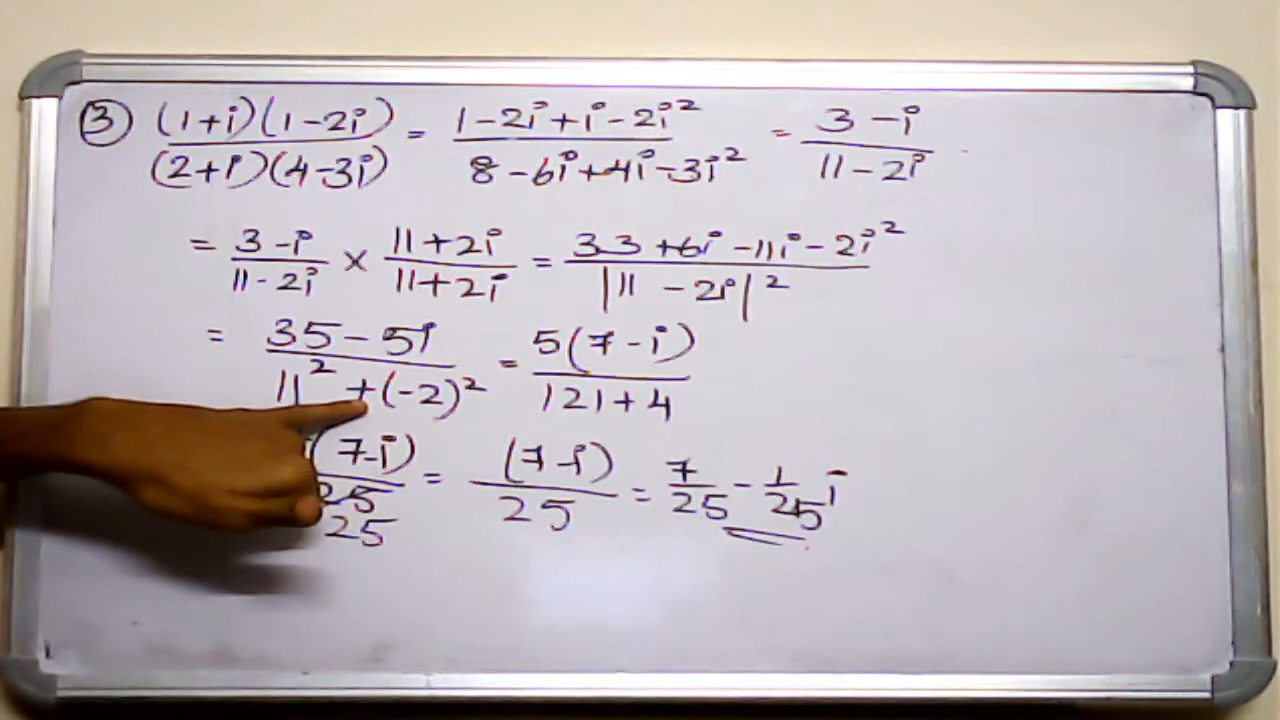 ③ (1+i)(1-2i)/(2+i)(4-3i) = 1-2i+i-2i²/8-6i+4i-3i² = 3-i/11-2i
= 3-i/11-2i × 11+2i/11+2i = 33+6i-11i-2i²/|11-2i|²
= 35-5i/11²+(-2)² = 5(7-i)/121+4
(7-i)/25 = (7-i)/25 = 7/25 - 1/25 i